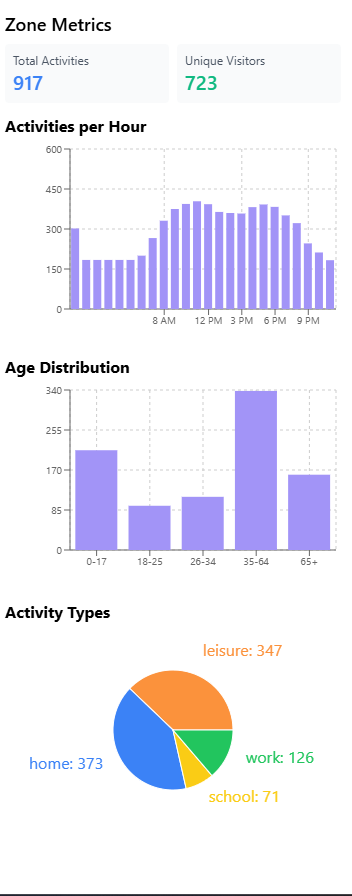 Zone Metrics
Total Activities
917
Unique Visitors
723
Activities per Hour
600
450
300
150
0
8 AM 12 PM 3 PM 6 PM 9 PM
Age Distribution
340
255
170
85
0
0-17 18-25 26-34 35-64 65+
Activity Types
leisure: 347
work: 126
home: 373
school: 71